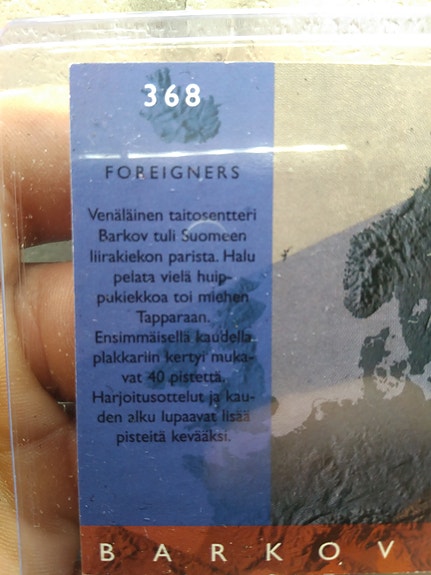 368
FOREIGNERS
Venäläinen taitosentteri
Barkov tuli Suomeen
liirakiekon parista. Halu
pelata vielä huip-
pukiekkoa toi miehen
Tapparaan.
Ensimmäisellä kaudella
plakkariin kertyi muka-
vat 40 pistettä.
Harjoitusottelut ja kau-
den alku lupaavat lisää
pisteitä kevääksi.
BARKOV